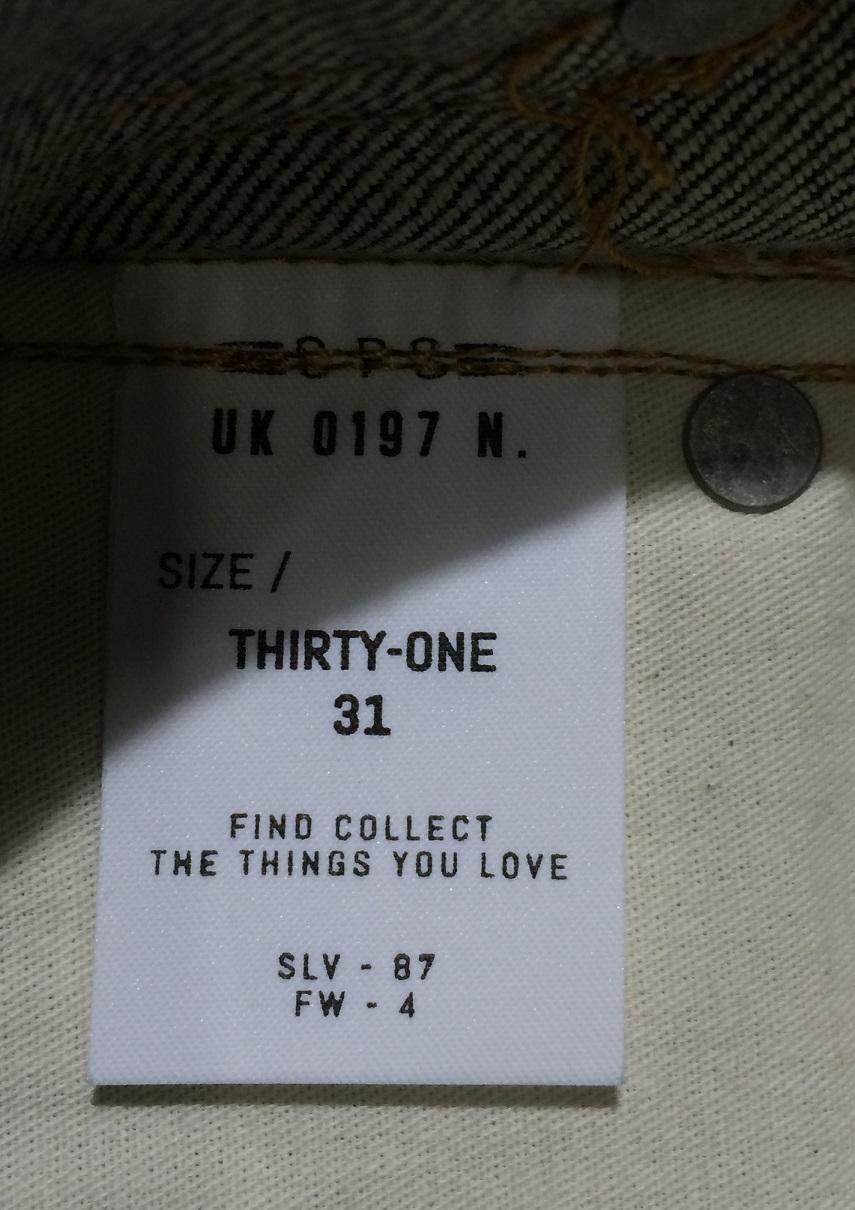 UK 0197 N.
SIZE /
THIRTY-ONE
31
FIND COLLECT
THE THINGS YOU LOVE
SLV - 87
FW - 4